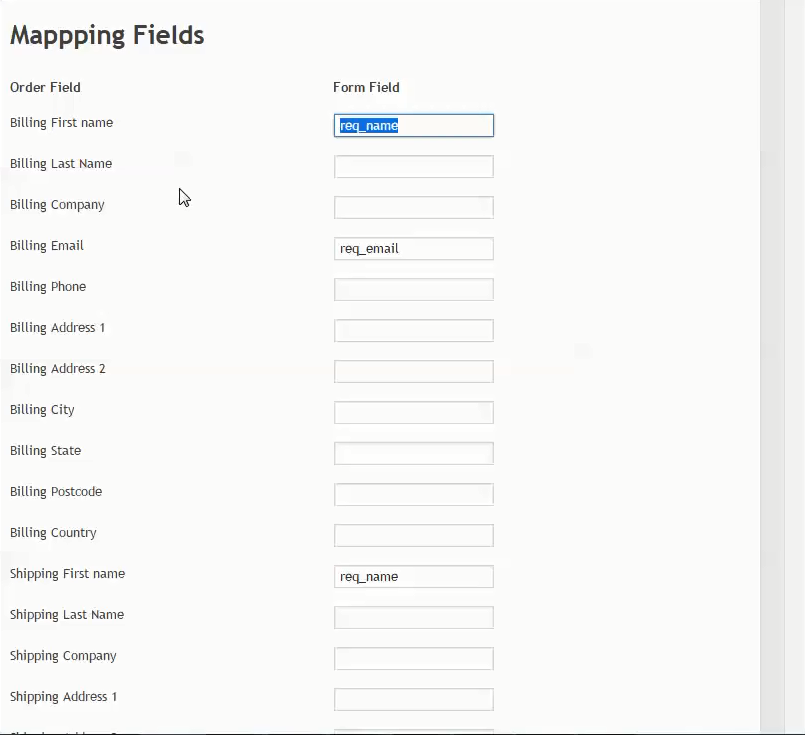 Mappping Fields
Order Field Form Field
Billing First name req_name
Billing Last Name
Billing Company
Billing Email req_email
Billing Phone
Billing Address 1
Billing Address 2
Billing City
Billing State
Billing Postcode
Billing Country
Shipping First name req_name
Shipping Last Name
Shipping Company
Shipping Address 1